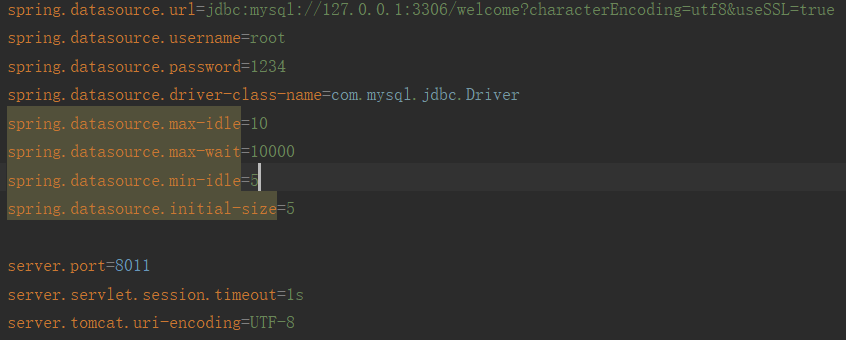 spring.datasource.url=jdbc:mysql://127.0.0.1:3306/welcome?characterEncoding=utf8&useSSL=true
spring.datasource.username=root
spring.datasource.password=1234
spring.datasource.driver-class-name=com.mysql.jdbc.Driver
spring.datasource.max-idle=10
spring.datasource.max-wait=10000
spring.datasource.min-idle=5
spring.datasource.initial-size=5
server.port=8011
server.servlet.session.timeout=1s
server.tomcat.uri-encoding=UTF-8